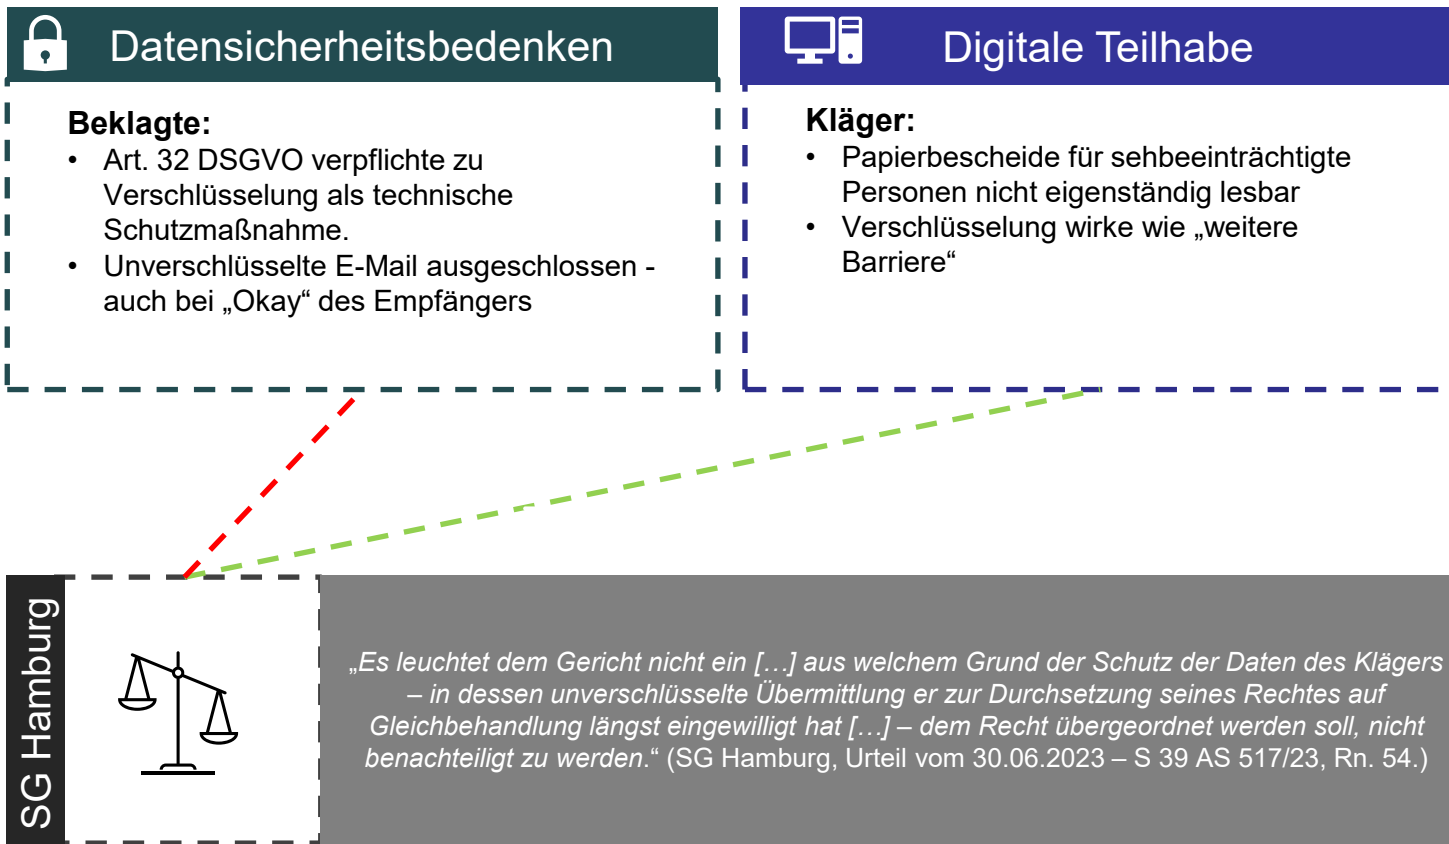 Datensicherheitsbedenken
Beklagte:
• Art. 32 DSGVO verpflichte zu
Verschlüsselung als technische
Schutzmaßnahme.
• Unverschlüsselte E-Mail ausgeschlossen -
auch bei „Okay“ des Empfängers
Digitale Teilhabe
Kläger:
• Papierbescheide für sehbeeinträchtigte
Personen nicht eigenständig lesbar
• Verschlüsselung wirke wie „weitere
Barriere“
SG Hamburg
„Es leuchtet dem Gericht nicht ein […] aus welchem Grund der Schutz der Daten des Klägers
– in dessen unverschlüsselte Übermittlung er zur Durchsetzung seines Rechtes auf
Gleichbehandlung längst eingewilligt hat […] – dem Recht übergeordnet werden soll, nicht
benachteiligt zu werden.“ (SG Hamburg, Urteil vom 30.06.2023 – S 39 AS 517/23, Rn. 54.)